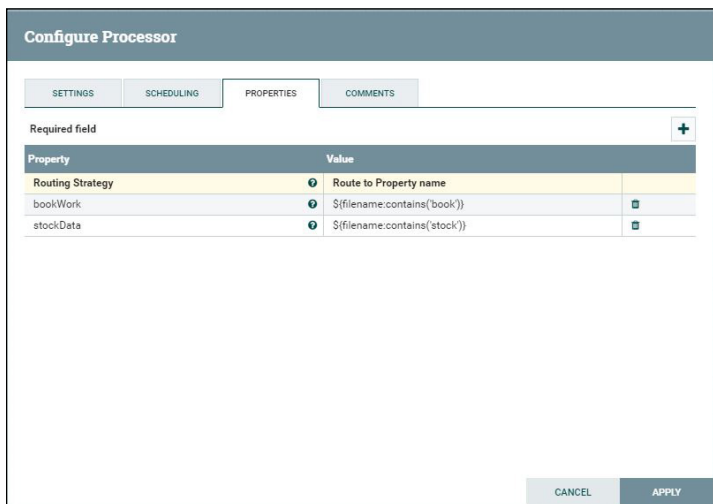 Configure Processor
SETTINGS SCHEDULING PROPERTIES COMMENTS
Required field
Property Value
Routing Strategy Route to Property name
bookWork ${filename:contains('book')}
stockData ${filename:contains('stock')}
CANCEL APPLY